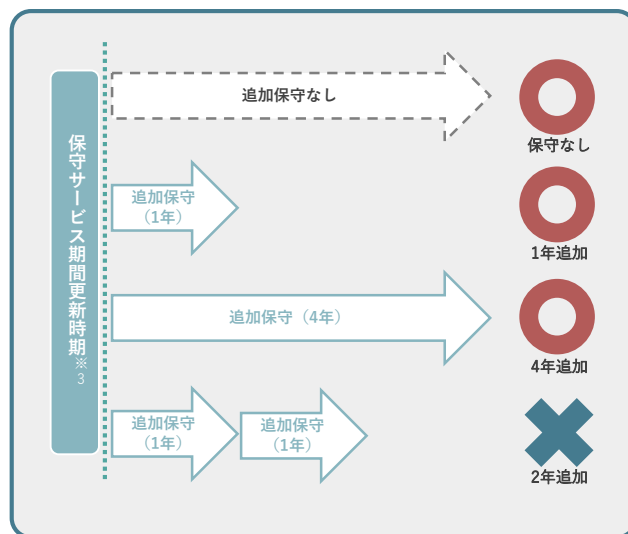 保守サービス期間更新時期※3
追加保守なし
保守なし
追加保守
（1年）
1年追加
追加保守（4年）
4年追加
追加保守
（1年）
追加保守
（1年）
2年追加